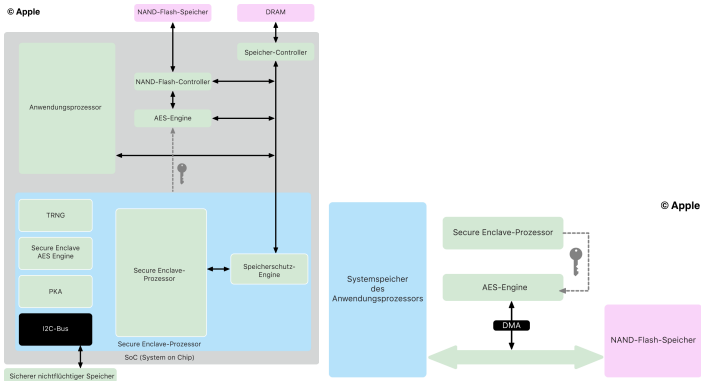 © Apple
NAND-Flash-Speicher
DRAM
Speicher-Controller
Anwendungsprozessor
NAND-Flash-Controller
AES-Engine
TRNG
Secure Enclave
AES Engine
PKA
I2C-Bus
Secure Enclave-
Prozessor
Speicherschutz-
Engine
Secure Enclave-Prozessor
SoC (System on Chip)
Sicherer nichtflüchtiger Speicher
© Apple
Systemspeicher
des
Anwendungsprozessors
Secure Enclave-Prozessor
AES-Engine
DMA
NAND-Flash-Speicher